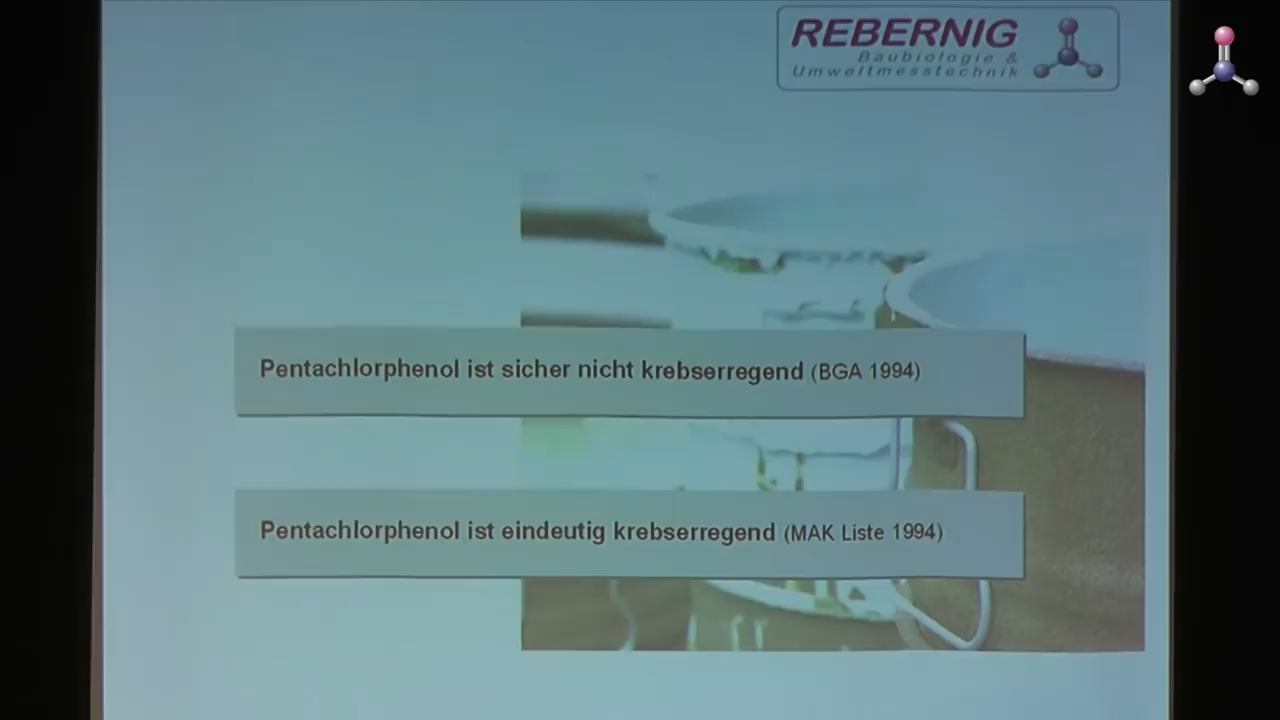 REBERNIG
Baubiologie &
Umweltmesstechnik
Pentachlorphenol ist sicher nicht krebserregend (BGA 1994)
Pentachlorphenol ist eindeutig krebserregend (MAK Liste 1994)